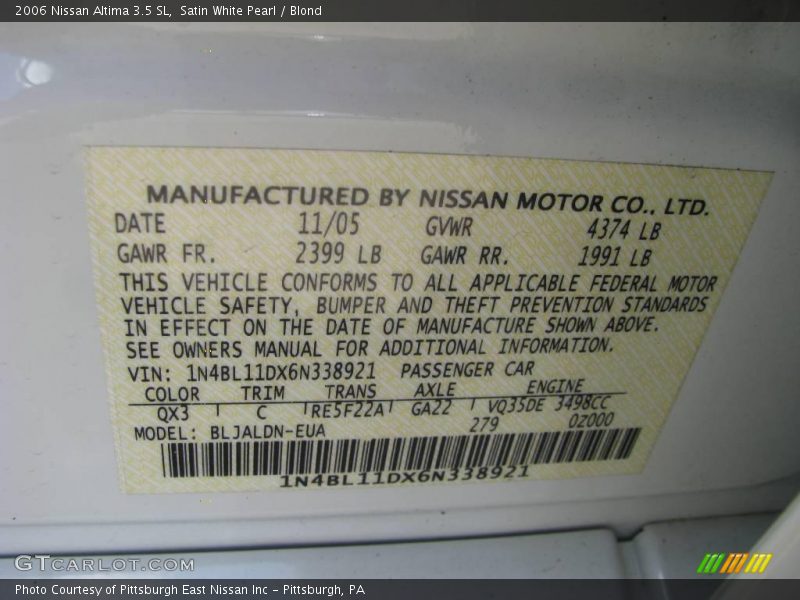 2006 Nissan Altima 3.5 SL, Satin White Pearl / Blond
MANUFACTURED BY NISSAN MOTOR CO., LTD.
DATE 11/05 GVWR 4374 LB
GAWR FR. 2399 LB GAWR RR. 1991 LB
THIS VEHICLE CONFORMS TO ALL APPLICABLE FEDERAL MOTOR
VEHICLE SAFETY, BUMPER AND THEFT PREVENTION STANDARDS
IN EFFECT ON THE DATE OF MANUFACTURE SHOWN ABOVE.
SEE OWNERS MANUAL FOR ADDITIONAL INFORMATION.
VIN: 1N4BL11DX6N338921 PASSENGER CAR
COLOR TRIM TRANS AXLE ENGINE
QX3 C RE5F22A GA22 VQ35DE 3498CC
MODEL: BLJALDN-EUA 279 0Z000
1N4BL11DX6N338921
GTCARLOT.COM
Photo Courtesy of Pittsburgh East Nissan Inc - Pittsburgh, PA